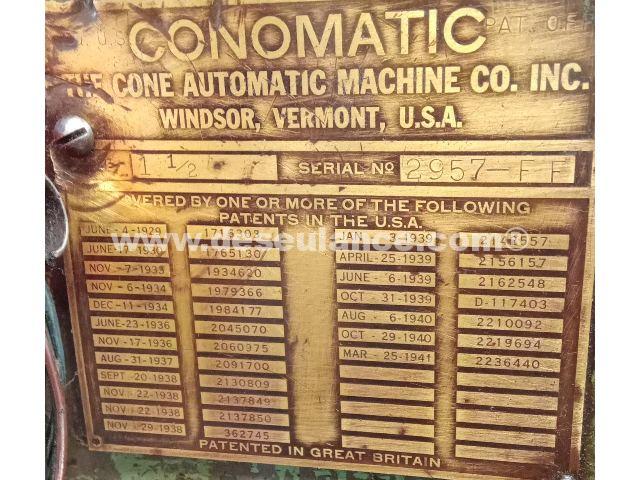 CONOMATIC
PAT. OFF
THE CONE AUTOMATIC MACHINE CO. INC.
WINDSOR, VERMONT, U.S.A.
1 1/2 SERIAL Nº 2957-FF
COVERED BY ONE OR MORE OF THE FOLLOWING
PATENTS IN THE U.S.A.
JUNE-4-1929 1716303
JUNE-17-1930 1765130
NOV.-7-1933 1934620
NOV-6-1934 1979366
DEC-11-1934 1984177
JUNE-23-1936 2045070
NOV-17-1936 2060975
AUG-31-1937 2091700
SEPT-20-1938 2130809
NOV-22-1938 2137849
NOV-22-1938 2137850
NOV-29-1938 362745
JAN -3-1939
APRIL-25-1939 2156157
JUNE -6-1939 2162548
OCT-31-1939 D-117403
AUG-6-1940 2210092
OCT-29-1940 2219694
MAR-25-1941 2236440
PATENTED IN GREAT BRITAIN